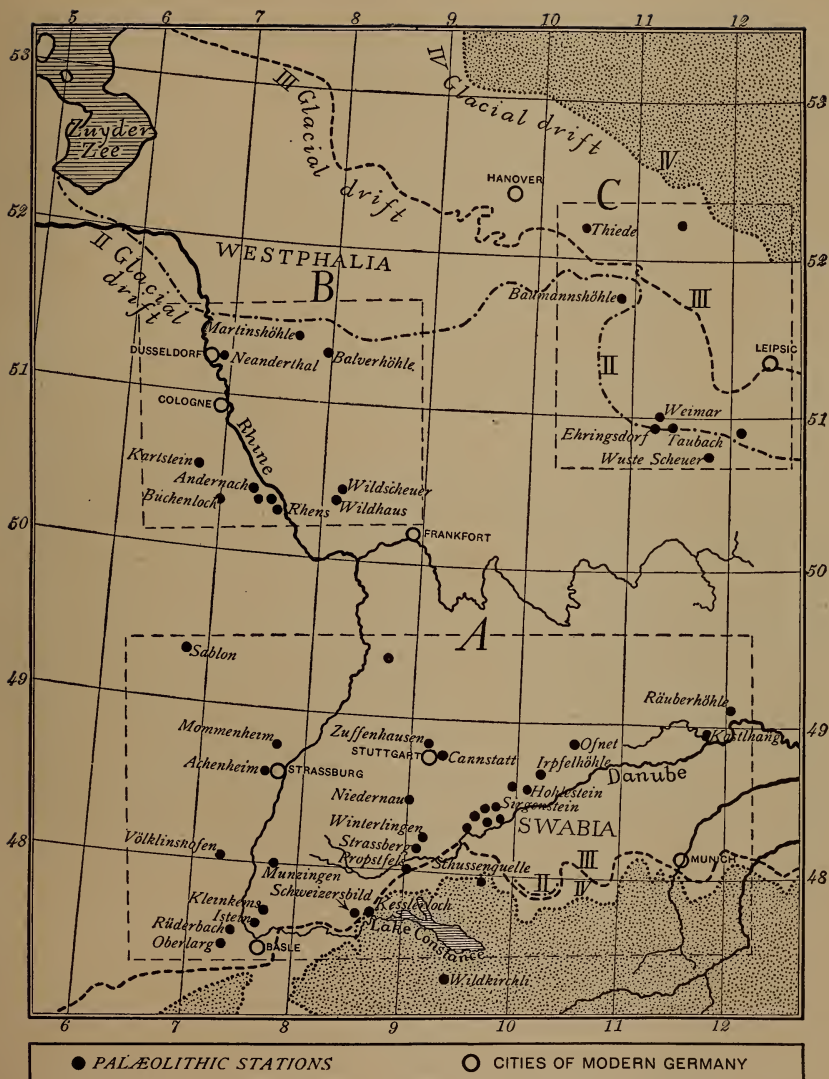 5 6 7 8 9 10 11 12
53
IV Glacial drift
III Glacial drift
53
Zuyder Zee
IV
HANOVER
C
52
Thiede
II Glacial drift
WESTPHALIA
52
B
Baumannshöhle
III
Martinshöhle
II
DUSSELDORF
Neanderthal
Balverhöhle
LEIPSIC
51
COLOGNE
Weimar
51
Rhine
Ehringsdorf
Taubach
Kartstein
Wuste Scheuer
Andernach
Wildscheuer
Buchenloch
Rhens
Wildhaus
50
FRANKFORT
50
A
Sablon
49
Räuberhöhle
Mommenheim
Zuffenhausen
Ofnet
Kastlhang
49
STUTTGART
Cannstatt
Irpfelhöhle
Achenheim
STRASSBURG
Danube
Niedernau
Hohlestein
Sirgenstein
Winterlingen
SWABIA
48
Völklinshofen
Strassberg
Propstfels
Schussenquelle
III
MUNICH
Munzingen
II
IV
48
Schweizersbild
Kleinkems
Kesslerloch
Istein
Rüderbach
Lake Constance
Oberlarg
BASLE
Wildkirchli
6 7 8 9 10 11 12
PALÆOLITHIC STATIONS
CITIES OF MODERN GERMANY